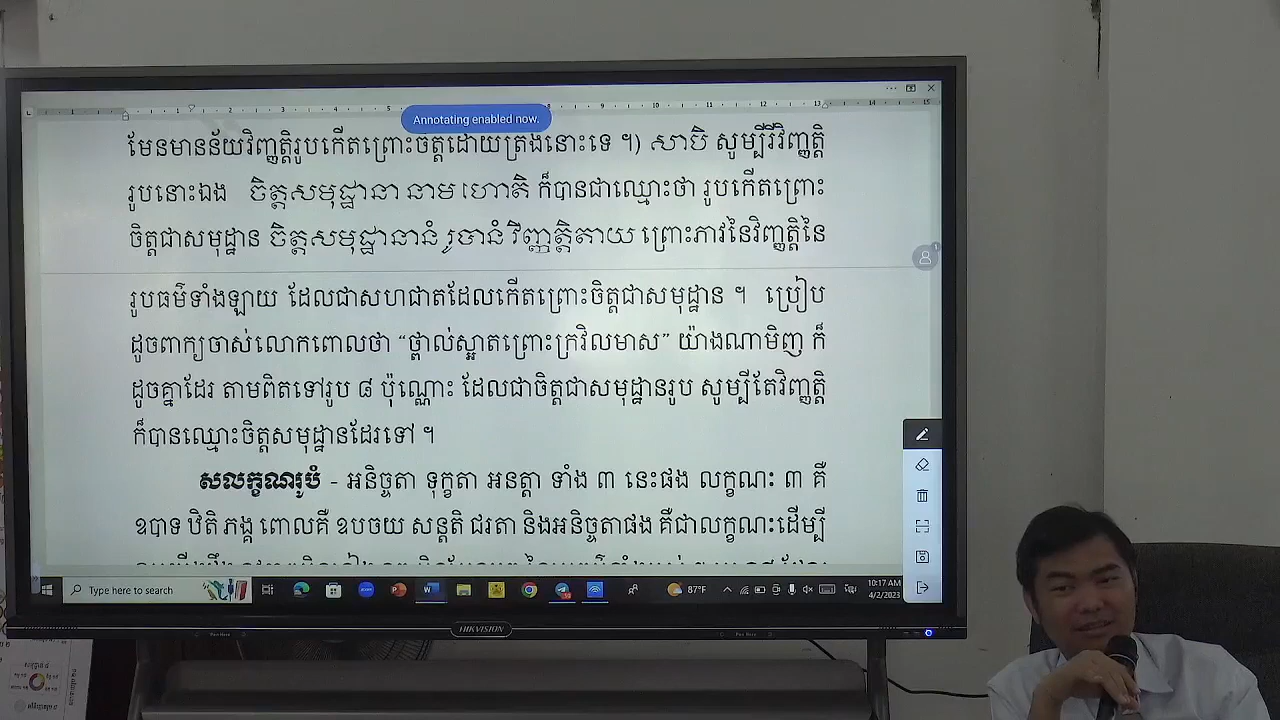 Annotating enabled now.
មែនមានន័យវិញ្ញត្តិរូបកើតព្រោះចិត្តដោយត្រង់នោះទេ ។) សាបិ សូម្បីរីវិញ្ញត្តិ
រូបនោះឯង ចិត្តសមុដ្ឋានា នាម ហោតិ ក៏បានជាឈ្មោះថា រូបកើតព្រោះ
ចិត្តជាសមុដ្ឋាន ចិត្តសមុដ្ឋានានំ រូបានំ វិញ្ញត្តិតាយ ព្រោះភាវនៃវិញ្ញត្តិនៃ
រូបធម៌ទាំងឡាយ ដែលជាសហជាតដែលកើតព្រោះចិត្តជាសមុដ្ឋាន ។ ប្រៀប
ដូចពាក្យចាស់លោកពោលថា “ថ្ពាល់ស្អាតព្រោះក្រវិលមាស” យ៉ាងណាមិញ ក៏
ដូចគ្នាដែរ តាមពិតទៅរូប ៨ ប៉ុណ្ណោះ ដែលជាចិត្តជាសមុដ្ឋានរូប សូម្បីតែវិញ្ញត្តិ
ក៏បានឈ្មោះចិត្តសមុដ្ឋានដែរទៅ ។
សលក្ខណរូបំ - អនិច្ចតា ទុក្ខតា អនត្តា ទាំង ៣ នេះផង លក្ខណៈ ៣ គឺ
ឧបាទ ឋិតិ ភង្គ ពោលគឺ ឧបចយ សន្តតិ ជរតា និងអនិច្ចតាផង គឺជាលក្ខណៈដើម្បី
Type here to search
87°F
10:17 AM
4/2/2023
HIKVISION